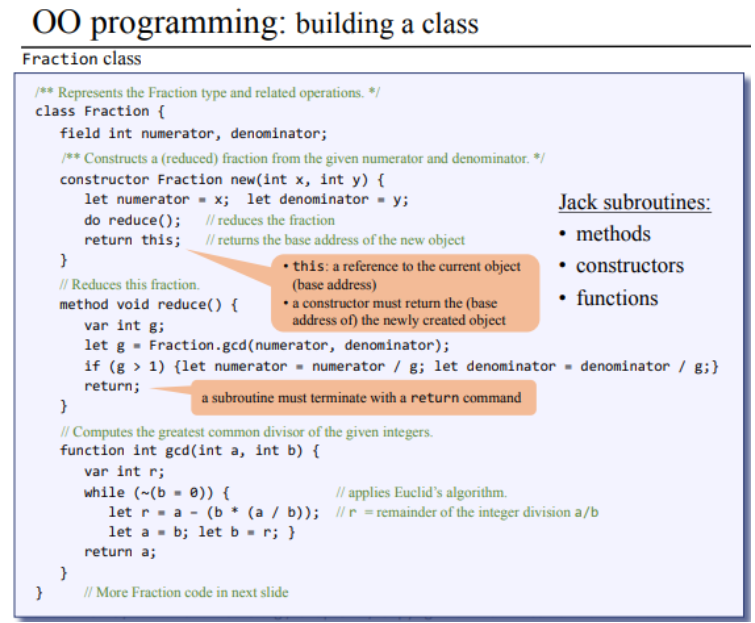 OO programming: building a class
Fraction class
/** Represents the Fraction type and related operations. */
class Fraction {
field int numerator, denominator;
/** Constructs a (reduced) fraction from the given numerator and denominator. */
constructor Fraction new(int x, int y) {
let numerator = x; let denominator = y;
do reduce(); // reduces the fraction
return this; // returns the base address of the new object
}
• this: a reference to the current object
(base address)
• a constructor must return the (base
address of) the newly created object
// Reduces this fraction.
method void reduce() {
var int g;
let g = Fraction.gcd(numerator, denominator);
if (g > 1) {let numerator = numerator / g; let denominator = denominator / g;}
return;
a subroutine must terminate with a return command
}
// Computes the greatest common divisor of the given integers.
function int gcd(int a, int b) {
var int r;
while (~(b = 0)) { // applies Euclid's algorithm.
let r = a – (b * (a / b)); // r = remainder of the integer division a/b
let a = b; let b = r; }
return a;
}
} // More Fraction code in next slide
Jack subroutines:
• methods
• constructors
• functions